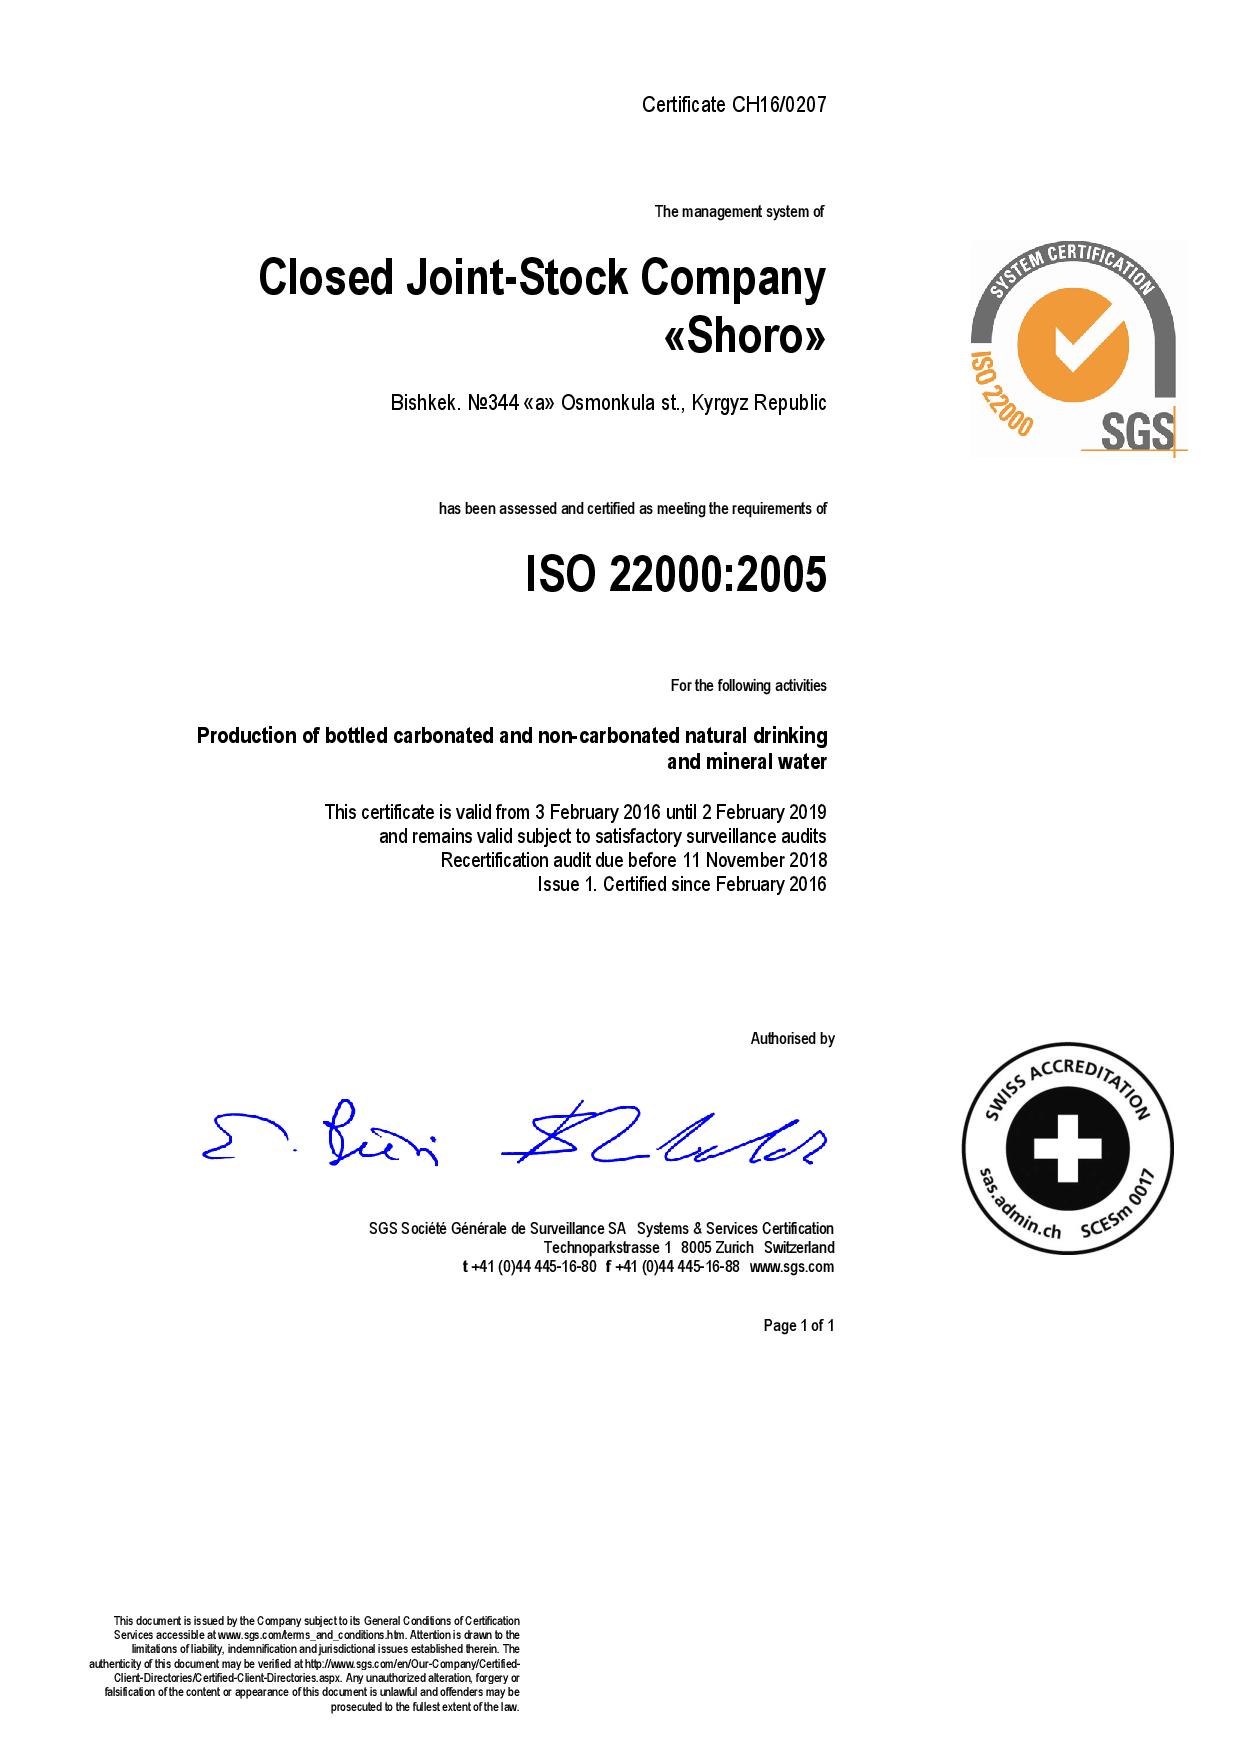 Certificate CH16/0207
The management system of
Closed Joint-Stock Company
«Shoro»
Bishkek. №344 «a» Osmonkula st., Kyrgyz Republic
SYSTEM CERTIFICATION
ISO 22000
SGS
has been assessed and certified as meeting the requirements of
ISO 22000:2005
For the following activities
Production of bottled carbonated and non-carbonated natural drinking
and mineral water
This certificate is valid from 3 February 2016 until 2 February 2019
and remains valid subject to satisfactory surveillance audits
Recertification audit due before 11 November 2018
Issue 1. Certified since February 2016
Authorised by
SWISS ACCREDITATION
sas.admin.ch SCESm 0017
SGS Société Générale de Surveillance SA Systems & Services Certification
Technoparkstrasse 1 8005 Zurich Switzerland
t +41 (0)44 445-16-80 f +41 (0)44 445-16-88 www.sgs.com
Page 1 of 1
This document is issued by the Company subject to its General Conditions of Certification
Services accessible at www.sgs.com/terms_and_conditions.htm. Attention is drawn to the
limitations of liability, indemnification and jurisdictional issues established therein. The
authenticity of this document may be verified at http://www.sgs.com/en/Our-Company/Certified-
Client-Directories/Certified-Client-Directories.aspx. Any unauthorized alteration, forgery or
falsification of the content or appearance of this document is unlawful and offenders may be
prosecuted to the fullest extent of the law.